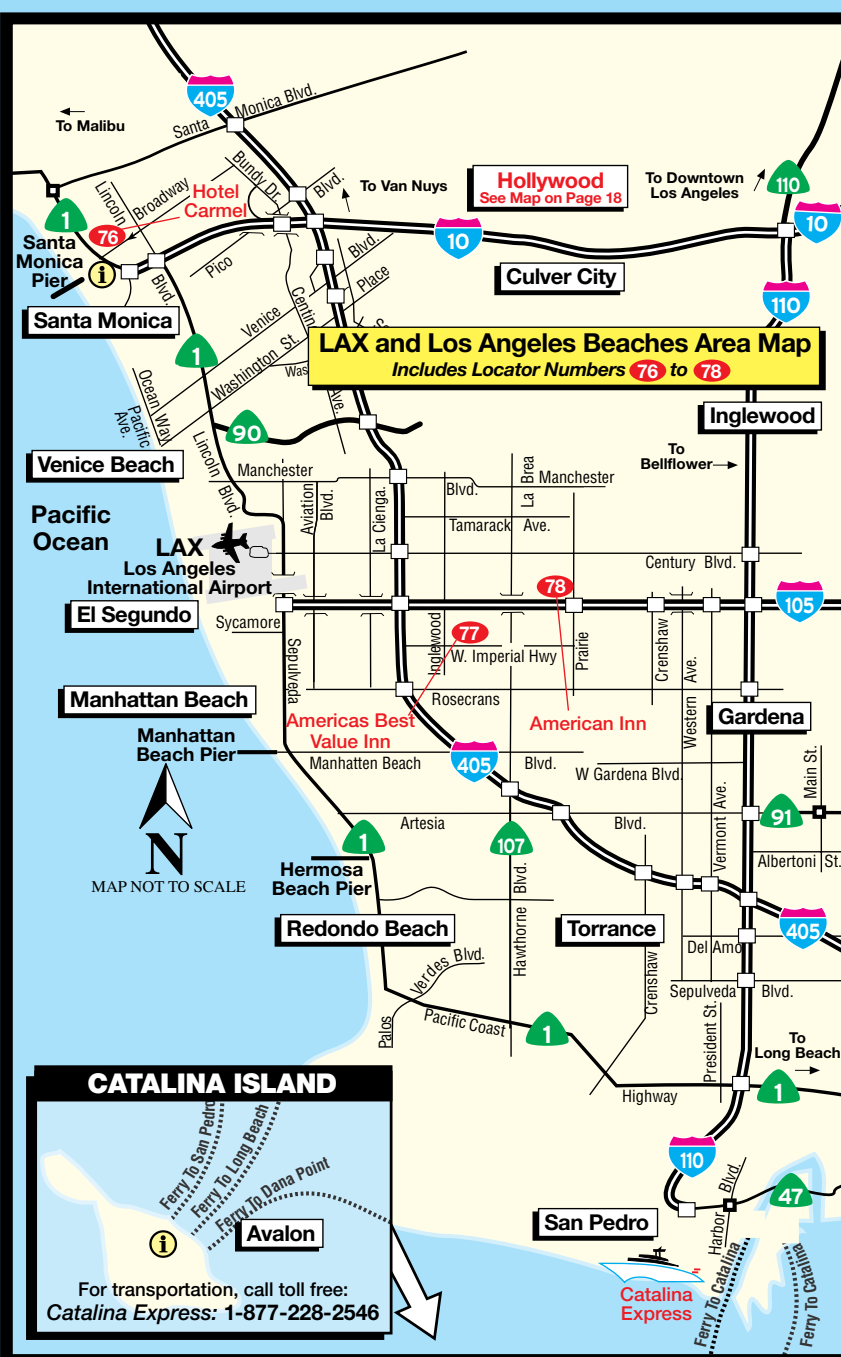 405
To Malibu
Santa Monica Blvd.
Bundy Dr.
Blvd.
To Van Nuys
Hollywood
See Map on Page 18
To Downtown
Los Angeles
110
Lincoln
Blvd.
Broadway
Hotel
Carmel
76
1
10
10
Santa
Monica
Pier
i
Pico
Culver City
110
Santa Monica
Venice
Blvd.
Washington St.
Place
1
LAX and Los Angeles Beaches Area Map
Includes Locator Numbers 76 to 78
Ocean Way
Pacific
Ave.
Ave.
90
Inglewood
Venice Beach
Lincoln Blvd.
To
Bellflower
Manchester
Blvd.
Manchester
Aviation
Blvd.
La Cienga.
La Brea
Tamarack Ave.
Pacific
Ocean
LAX
Los Angeles
International Airport
Century Blvd.
El Segundo
78
105
Sycamore
Sepulveda
Inglewood
77
W. Imperial Hwy
Prairie
Crenshaw
Western Ave.
Rosecrans
Manhattan Beach
Americas Best
Value Inn
American Inn
Gardena
Manhattan
Beach Pier
Manhatten Beach
Blvd.
405
W Gardena Blvd.
Main St.
N
MAP NOT TO SCALE
Artesia
Blvd.
Vermont Ave.
91
1
107
Albertoni St.
Hermosa
Beach Pier
Redondo Beach
Hawthorne Blvd.
Torrance
405
Del Amo
Palos Verdes Blvd.
Crenshaw
Sepulveda Blvd.
Pacific Coast
1
President St.
To
Long Beach
Highway
1
CATALINA ISLAND
Ferry To San Pedro
Ferry To Long Beach
Ferry To Dana Point
i
Avalon
For transportation, call toll free:
Catalina Express: 1-877-228-2546
110
Harbor Blvd.
47
San Pedro
Catalina
Express
Ferry To Catalina
Ferry To Catalina